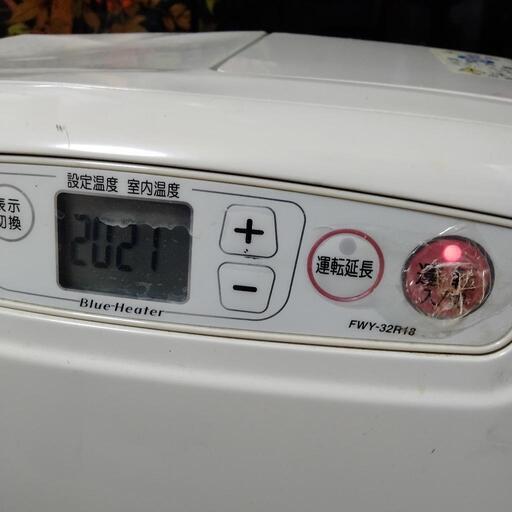 設定温度 室内温度
表示
切換
2021
+
−
Blue Heater
運転延長
FWY-32R18